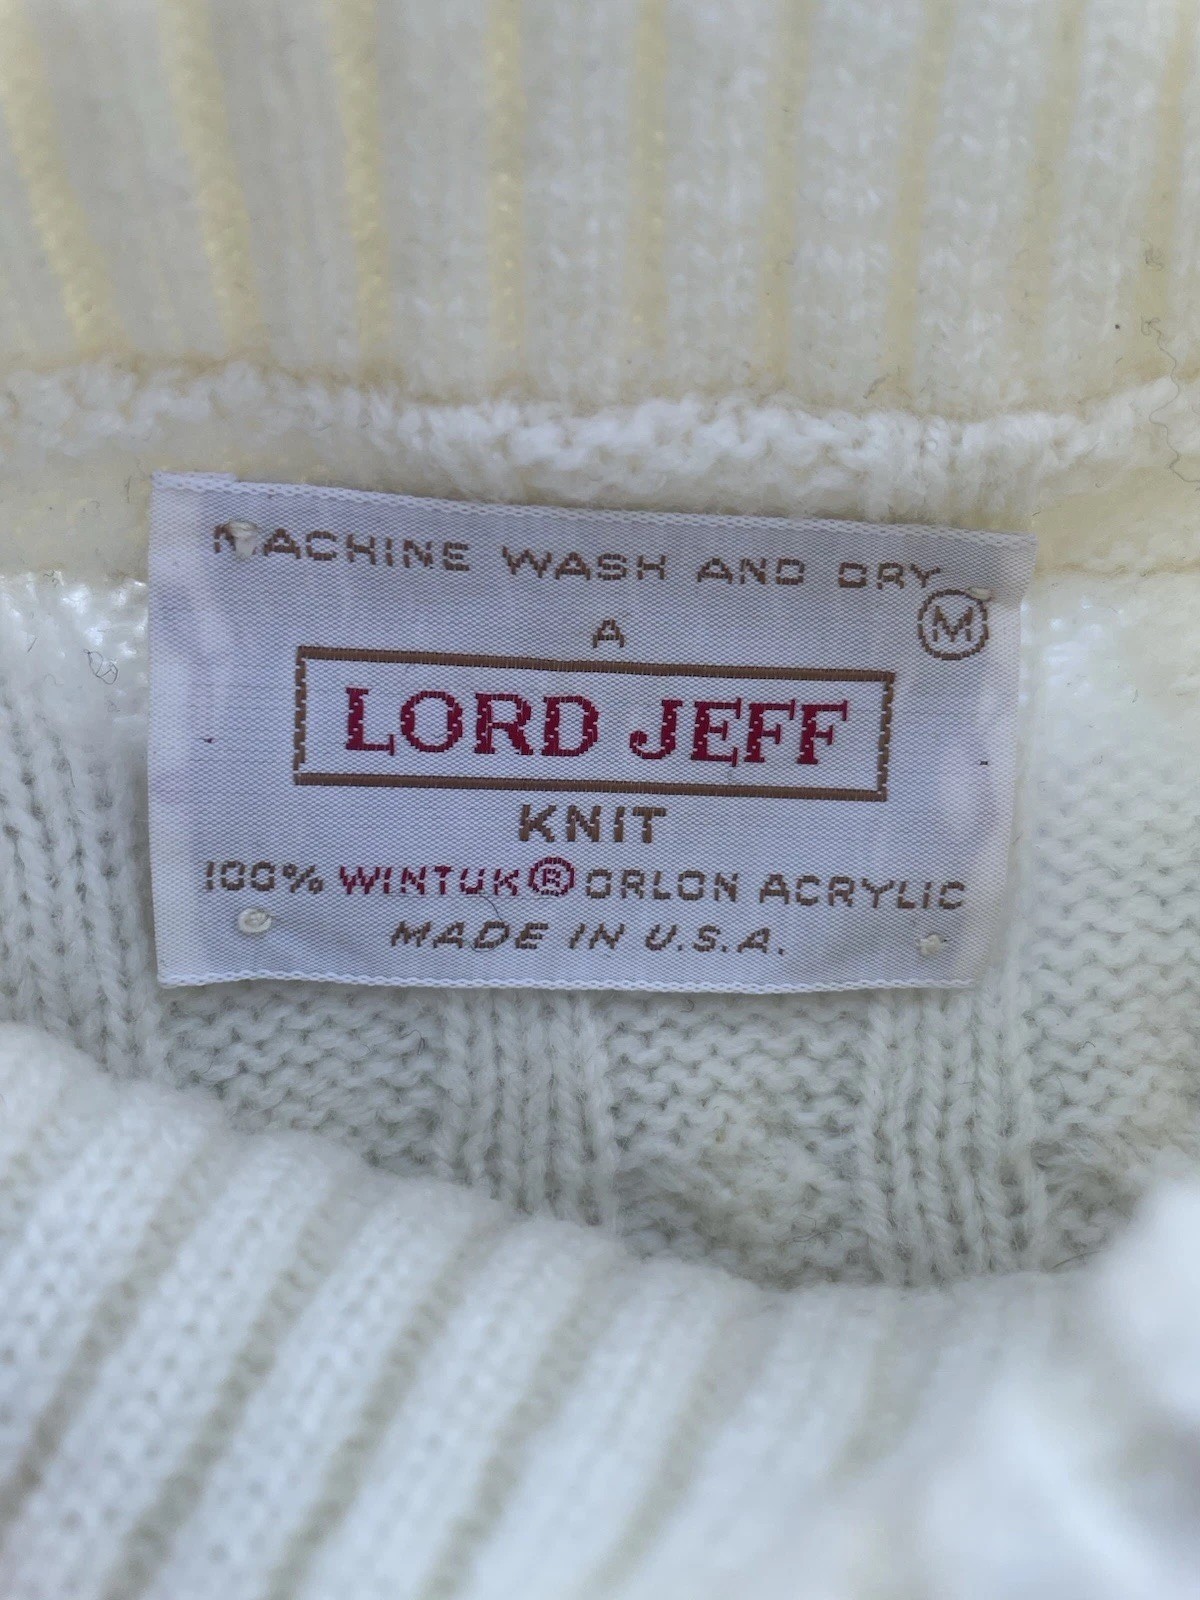 MACHINE WASH AND DRY
M
A
LORD JEFF
KNIT
100% WINTUK® ORLON ACRYLIC
MADE IN U.S.A.